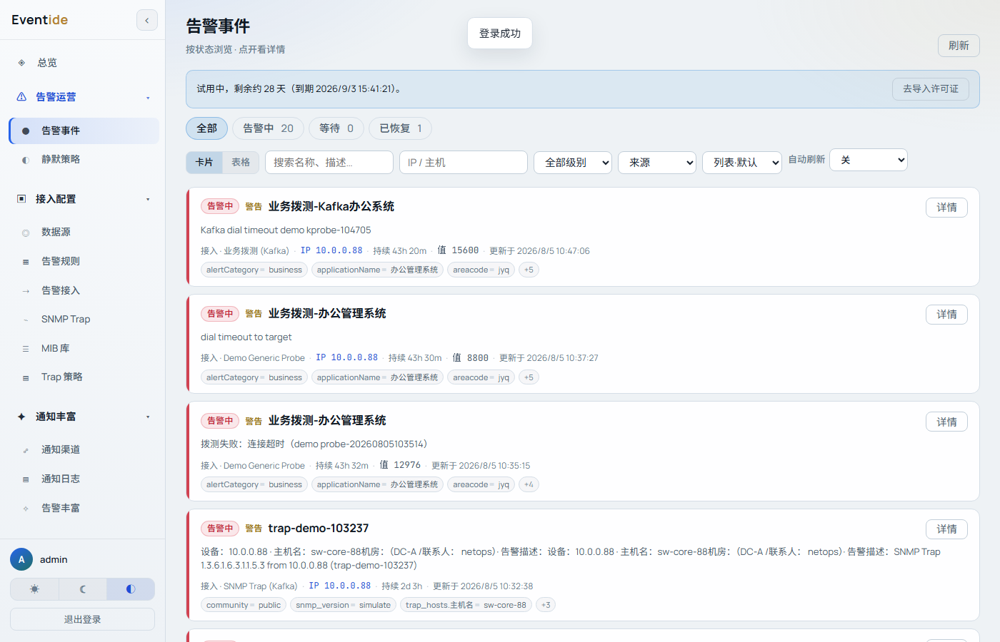 Eventide
‹
总览
告警运营
告警事件
静默策略
接入配置
数据源
告警规则
告警接入
SNMP Trap
MIB 库
Trap 策略
通知丰富
通知渠道
通知日志
告警丰富
A admin
退出登录
告警事件
按状态浏览 · 点开看详情
登录成功
刷新
试用中，剩余约 28 天（到期 2026/9/3 15:41:21）。
去导入许可证
全部 告警中 20 等待 0 已恢复 1
卡片 表格 搜索名称、描述... IP / 主机 全部级别 来源 列表:默认 自动刷新 关
告警中 警告 业务拨测-Kafka办公系统 详情
Kafka dial timeout demo kprobe-104705
接入 · 业务拨测 (Kafka) · IP 10.0.0.88 · 持续 43h 20m · 值 15600 · 更新于 2026/8/5 10:47:06
alertCategory = business applicationName = 办公管理系统 areacode = jyq +5
告警中 警告 业务拨测-办公管理系统 详情
dial timeout to target
接入 · Demo Generic Probe · IP 10.0.0.88 · 持续 43h 30m · 值 8800 · 更新于 2026/8/5 10:37:27
alertCategory = business applicationName = 办公管理系统 areacode = jyq +5
告警中 警告 业务拨测-办公管理系统 详情
拨测失败：连接超时（demo probe-20260805103514）
接入 · Demo Generic Probe · 持续 43h 32m · 值 12976 · 更新于 2026/8/5 10:35:15
alertCategory = business applicationName = 办公管理系统 areacode = jyq +4
告警中 警告 trap-demo-103237 详情
设备：10.0.0.88 · 主机名：sw-core-88机房：（DC-A /联系人： netops）· 告警描述：设备：10.0.0.88 · 主机名：sw-core-88机房：（DC-A /联系人： netops）· 告警描述：SNMP Trap
1.3.6.1.6.3.1.1.5.3 from 10.0.0.88 (trap-demo-103237)
接入 · SNMP Trap (Kafka) · IP 10.0.0.88 · 持续 2d 3h · 更新于 2026/8/5 10:32:38
community = public snmp_version = simulate trap_hosts.主机名 = sw-core-88 +3